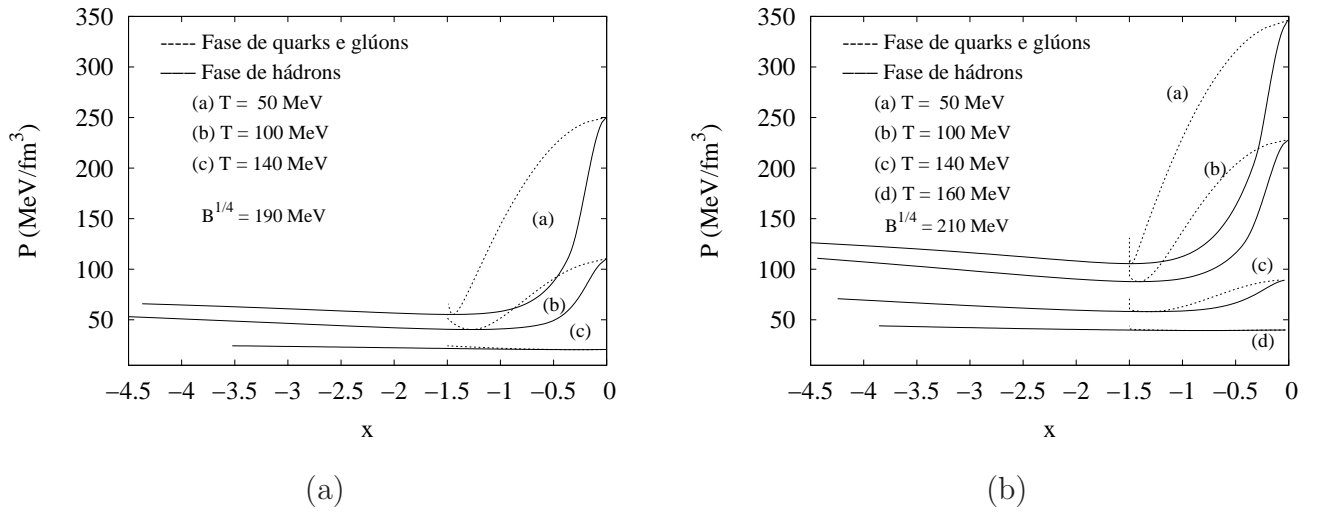 350
300
250
200
150
100
50
P (MeV/fm3)
----- Fase de quarks e glúons
—— Fase de hádrons
(a) T = 50 MeV
(b) T = 100 MeV
(c) T = 140 MeV
B1/4 = 190 MeV
(a)
(b)
(c)
−4.5 −4 −3.5 −3 −2.5 −2 −1.5 −1 −0.5 0
x
(a)
350
300
250
200
150
100
50
P (MeV/fm3)
----- Fase de quarks e glúons
—— Fase de hádrons
(a) T = 50 MeV
(b) T = 100 MeV
(c) T = 140 MeV
(d) T = 160 MeV
B1/4 = 210 MeV
(a)
(b)
(c)
(d)
−4.5 −4 −3.5 −3 −2.5 −2 −1.5 −1 −0.5 0
x
(b)